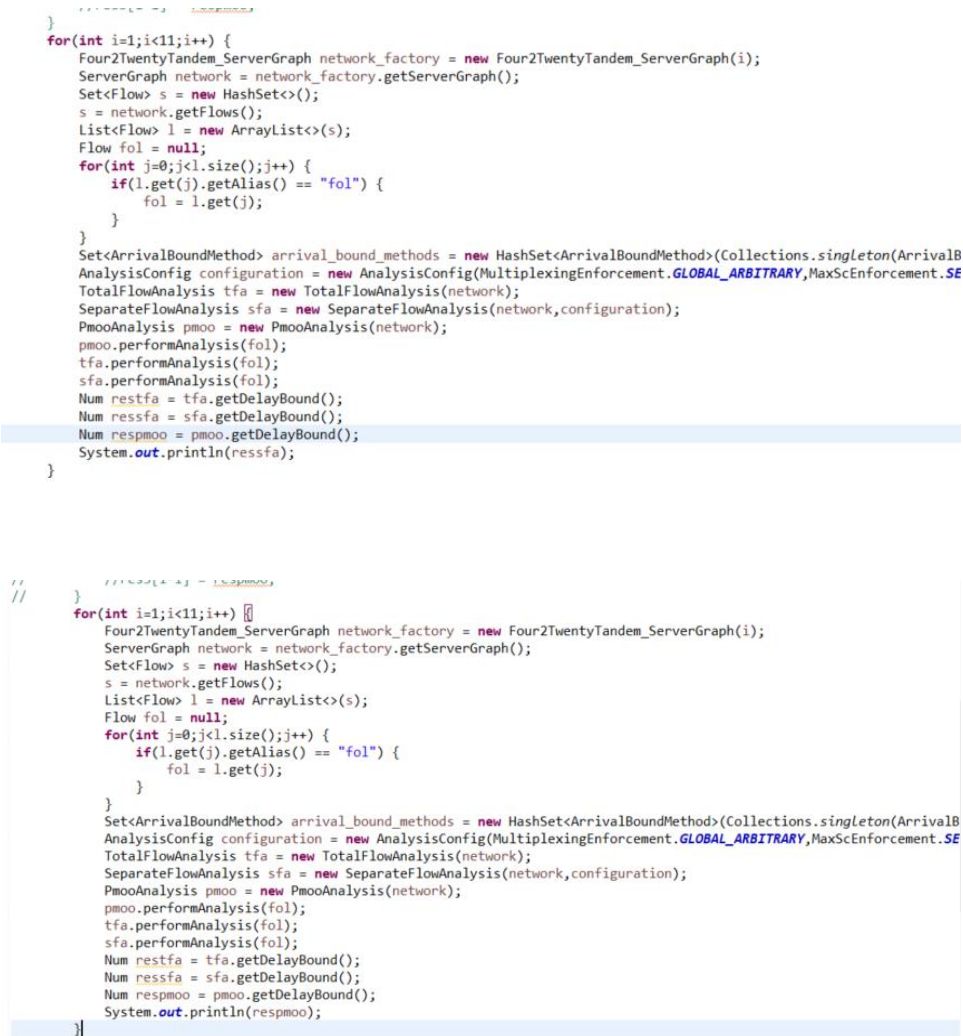 }
for(int i=1;i<11;i++) {
Four2TwentyTandem_ServerGraph network_factory = new Four2TwentyTandem_ServerGraph(i);
ServerGraph network = network_factory.getServerGraph();
Set<Flow> s = new HashSet<>();
s = network.getFlows();
List<Flow> l = new ArrayList<>(s);
Flow fol = null;
for(int j=0;j<l.size();j++) {
if(l.get(j).getAlias() == "fol") {
fol = l.get(j);
}
}
Set<ArrivalBoundMethod> arrival_bound_methods = new HashSet<ArrivalBoundMethod>(Collections.singleton(ArrivalB
AnalysisConfig configuration = new AnalysisConfig(MultiplexingEnforcement.GLOBAL_ARBITRARY,MaxScEnforcement.SE
TotalFlowAnalysis tfa = new TotalFlowAnalysis(network);
SeparateFlowAnalysis sfa = new SeparateFlowAnalysis(network,configuration);
PmooAnalysis pmoo = new PmooAnalysis(network);
pmoo.performAnalysis(fol);
tfa.performAnalysis(fol);
sfa.performAnalysis(fol);
Num restfa = tfa.getDelayBound();
Num ressfa = sfa.getDelayBound();
Num respmoo = pmoo.getDelayBound();
System.out.println(ressfa);
}
// //ress[i-1] = respmoo;
// }
for(int i=1;i<11;i++) {
Four2TwentyTandem_ServerGraph network_factory = new Four2TwentyTandem_ServerGraph(i);
ServerGraph network = network_factory.getServerGraph();
Set<Flow> s = new HashSet<>();
s = network.getFlows();
List<Flow> l = new ArrayList<>(s);
Flow fol = null;
for(int j=0;j<l.size();j++) {
if(l.get(j).getAlias() == "fol") {
fol = l.get(j);
}
}
Set<ArrivalBoundMethod> arrival_bound_methods = new HashSet<ArrivalBoundMethod>(Collections.singleton(ArrivalB
AnalysisConfig configuration = new AnalysisConfig(MultiplexingEnforcement.GLOBAL_ARBITRARY,MaxScEnforcement.SE
TotalFlowAnalysis tfa = new TotalFlowAnalysis(network);
SeparateFlowAnalysis sfa = new SeparateFlowAnalysis(network,configuration);
PmooAnalysis pmoo = new PmooAnalysis(network);
pmoo.performAnalysis(fol);
tfa.performAnalysis(fol);
sfa.performAnalysis(fol);
Num restfa = tfa.getDelayBound();
Num ressfa = sfa.getDelayBound();
Num respmoo = pmoo.getDelayBound();
System.out.println(respmoo);
}